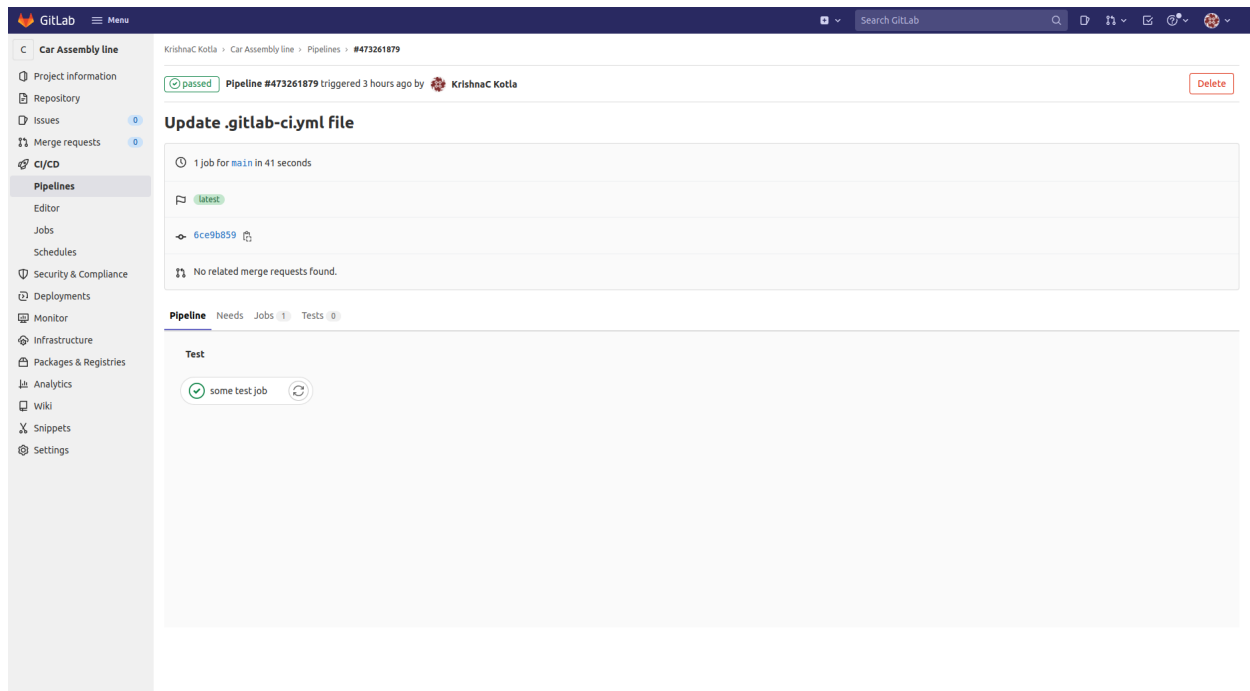 GitLab Menu Search GitLab
C Car Assembly line
Project information
Repository
Issues 0
Merge requests 0
CI/CD
Pipelines
Editor
Jobs
Schedules
Security & Compliance
Deployments
Monitor
Infrastructure
Packages & Registries
Analytics
Wiki
Snippets
Settings
KrishnaC Kotla › Car Assembly line › Pipelines › #473261879
passed Pipeline #473261879 triggered 3 hours ago by KrishnaC Kotla Delete
Update .gitlab-ci.yml file
1 job for main in 41 seconds
latest
6ce9b859
No related merge requests found.
Pipeline Needs Jobs 1 Tests 0
Test
some test job